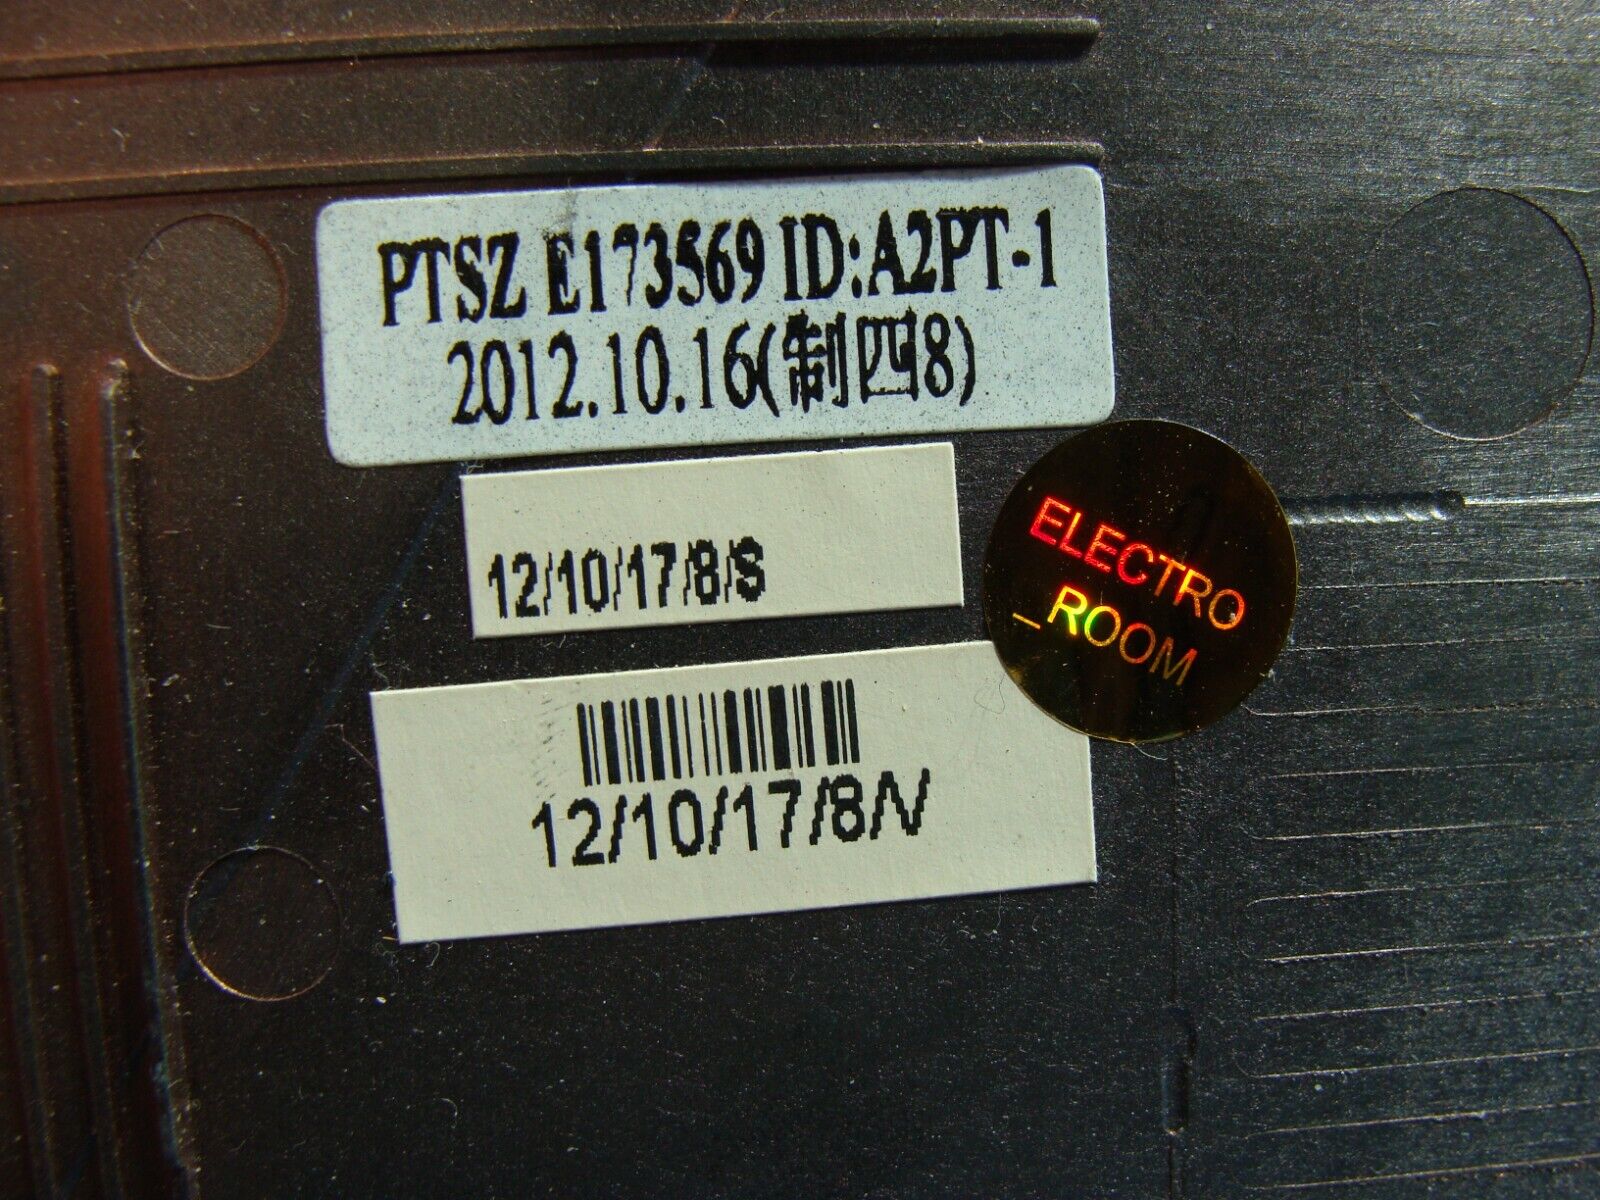 PTSZ E173569 ID:A2PT-1
2012.10.16(制四8)
12/10/17/8/S
ELECTRO
_ROOM
12/10/17/8/V